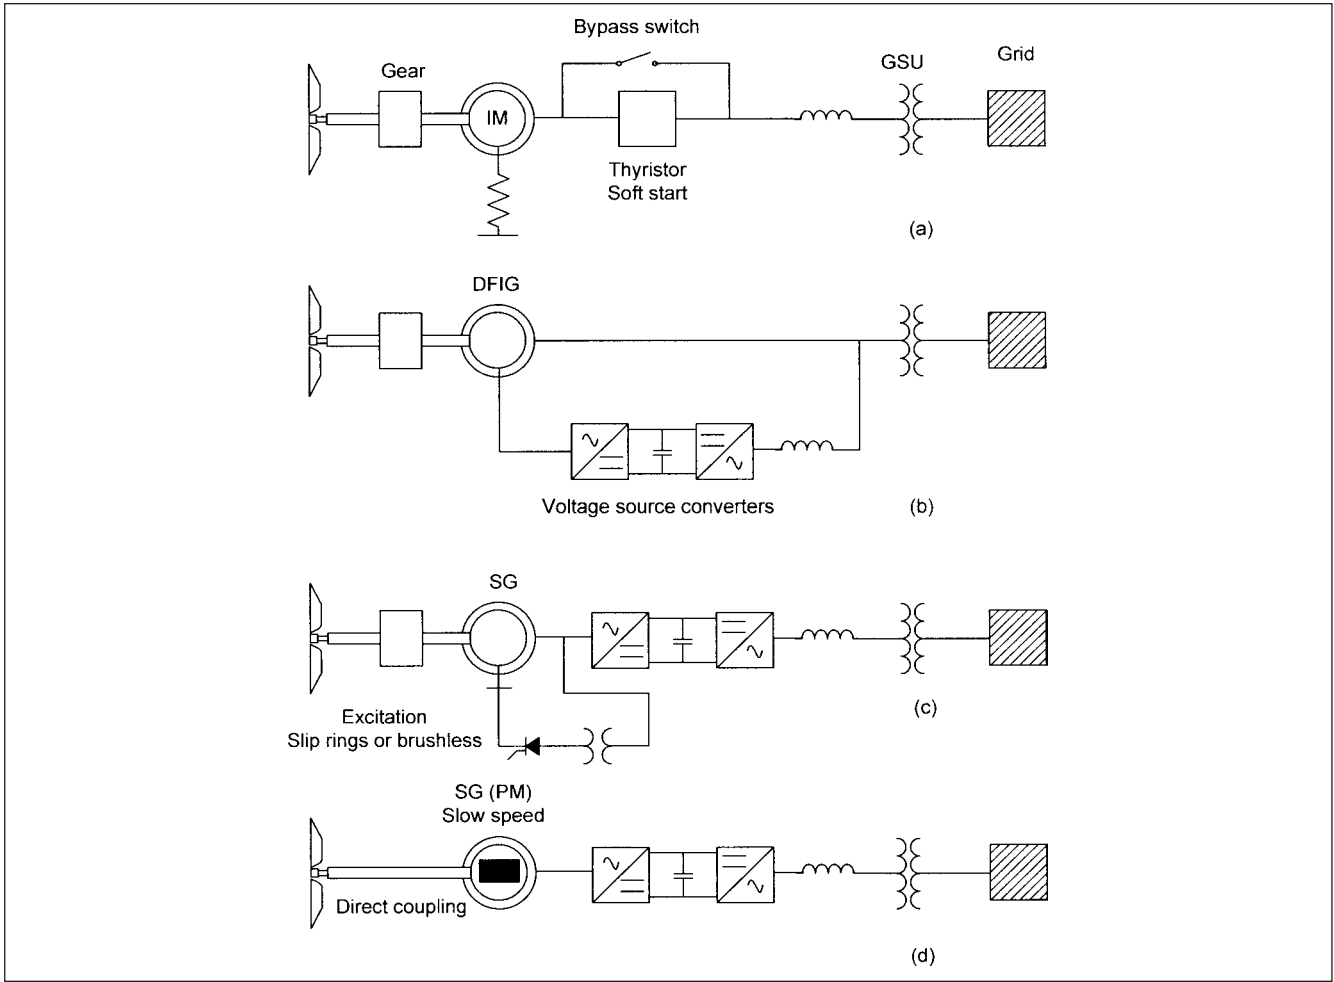 Bypass switch
Gear
GSU
Grid
IM
Thyristor
Soft start
(a)
DFIG
Voltage source converters
(b)
SG
Excitation
Slip rings or brushless
(c)
SG (PM)
Slow speed
Direct coupling
(d)